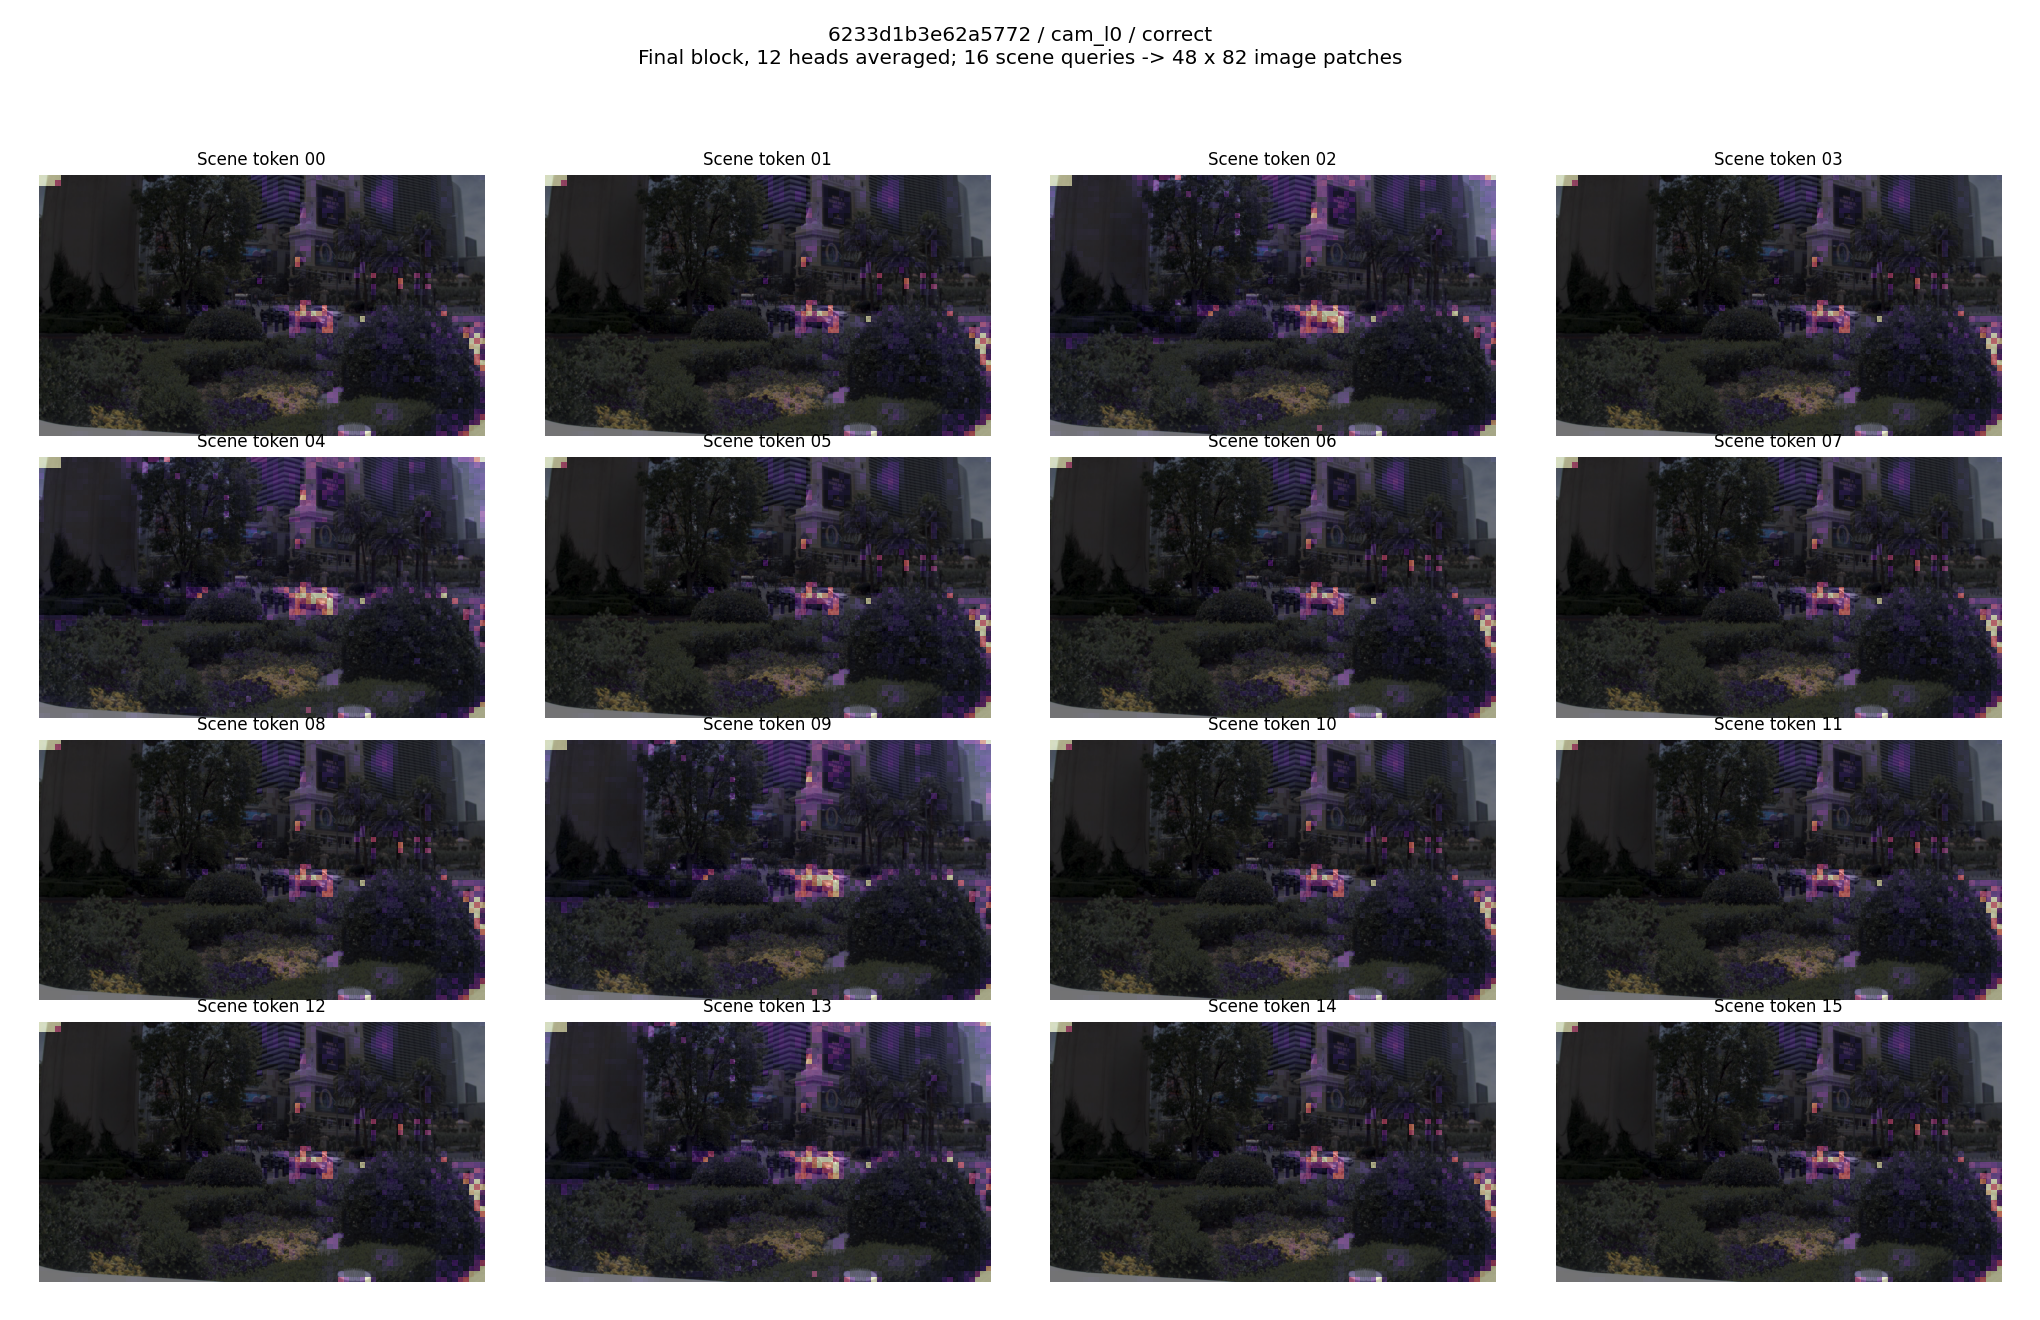 6233d1b3e62a5772 / cam_l0 / correct
Final block, 12 heads averaged; 16 scene queries -> 48 x 82 image patches
Scene token 00
Scene token 01
Scene token 02
Scene token 03
Scene token 04
Scene token 05
Scene token 06
Scene token 07
Scene token 08
Scene token 09
Scene token 10
Scene token 11
Scene token 12
Scene token 13
Scene token 14
Scene token 15